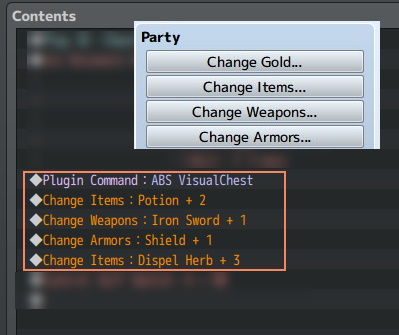 Contents
Party
Change Gold...
Change Items...
Change Weapons...
Change Armors...
◆Plugin Command：ABS VisualChest
◆Change Items：Potion + 2
◆Change Weapons：Iron Sword + 1
◆Change Armors：Shield + 1
◆Change Items：Dispel Herb + 3
◆